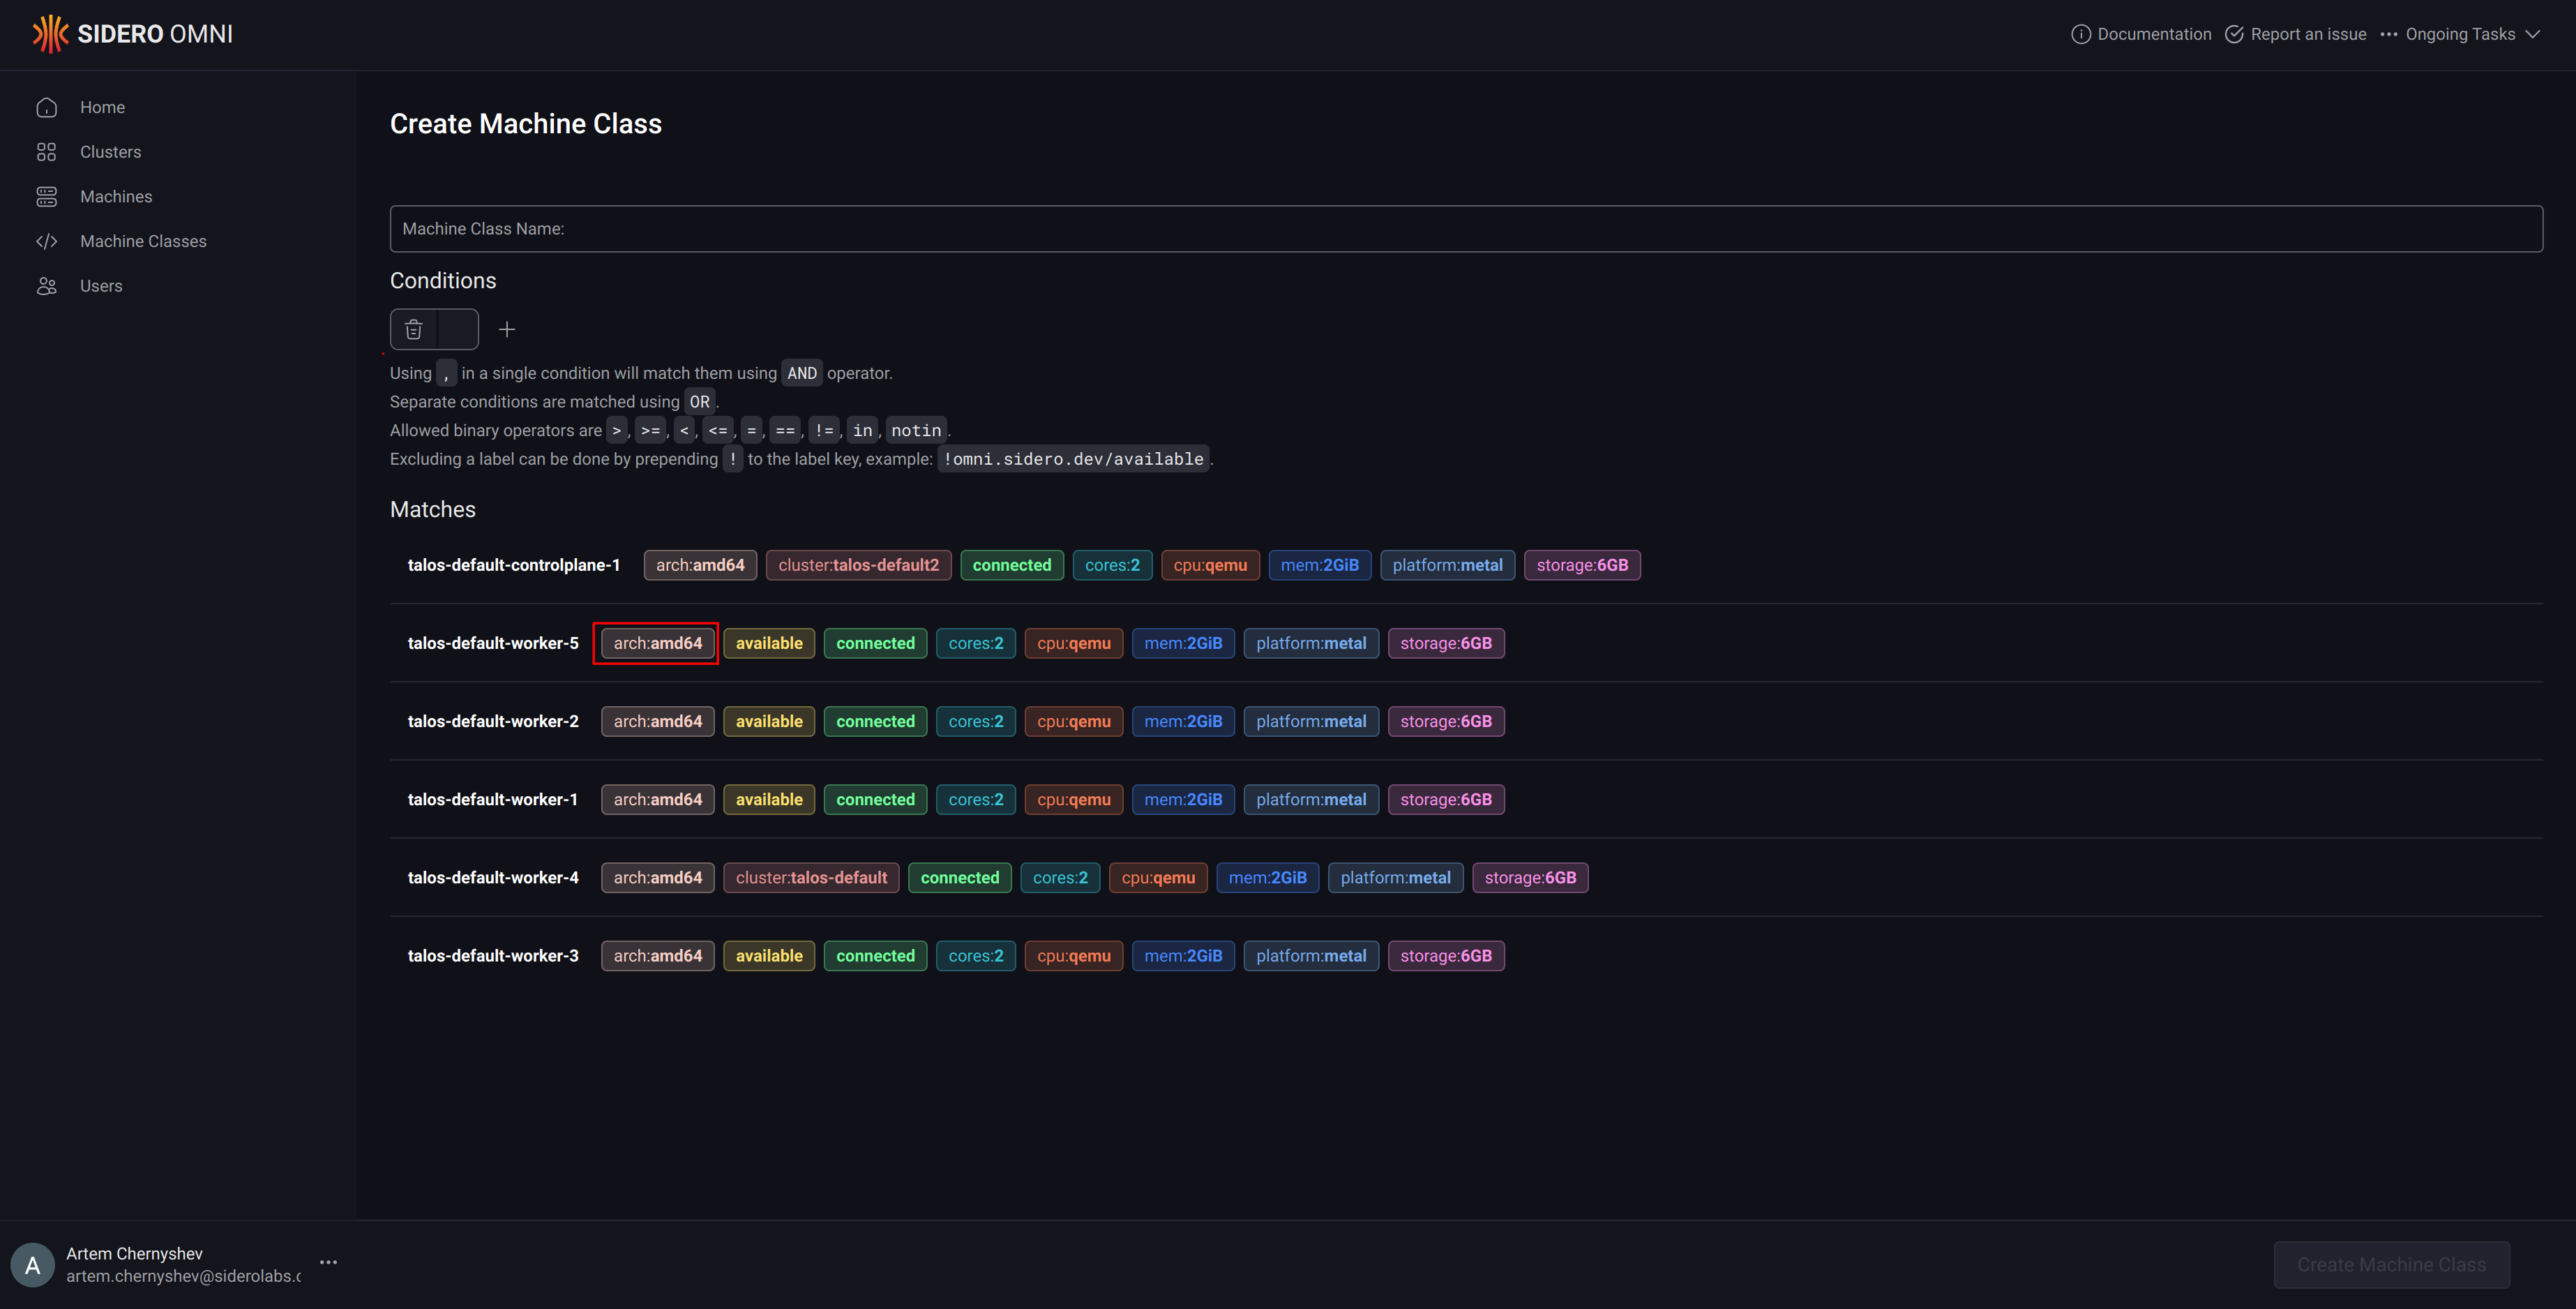 SIDERO OMNI
Documentation Report an issue Ongoing Tasks
Home
Clusters
Machines
Machine Classes
Users
Create Machine Class
Machine Class Name:
Conditions
Using , in a single condition will match them using AND operator.
Separate conditions are matched using OR .
Allowed binary operators are > , >= , < , <= , = , == , != , in , notin .
Excluding a label can be done by prepending ! to the label key, example: !omni.sidero.dev/available .
Matches
talos-default-controlplane-1 arch:amd64 cluster:talos-default2 connected cores:2 cpu:qemu mem:2GiB platform:metal storage:6GB
talos-default-worker-5 arch:amd64 available connected cores:2 cpu:qemu mem:2GiB platform:metal storage:6GB
talos-default-worker-2 arch:amd64 available connected cores:2 cpu:qemu mem:2GiB platform:metal storage:6GB
talos-default-worker-1 arch:amd64 available connected cores:2 cpu:qemu mem:2GiB platform:metal storage:6GB
talos-default-worker-4 arch:amd64 cluster:talos-default connected cores:2 cpu:qemu mem:2GiB platform:metal storage:6GB
talos-default-worker-3 arch:amd64 available connected cores:2 cpu:qemu mem:2GiB platform:metal storage:6GB
A
Artem Chernyshev
artem.chernyshev@siderolabs.c
Create Machine Class